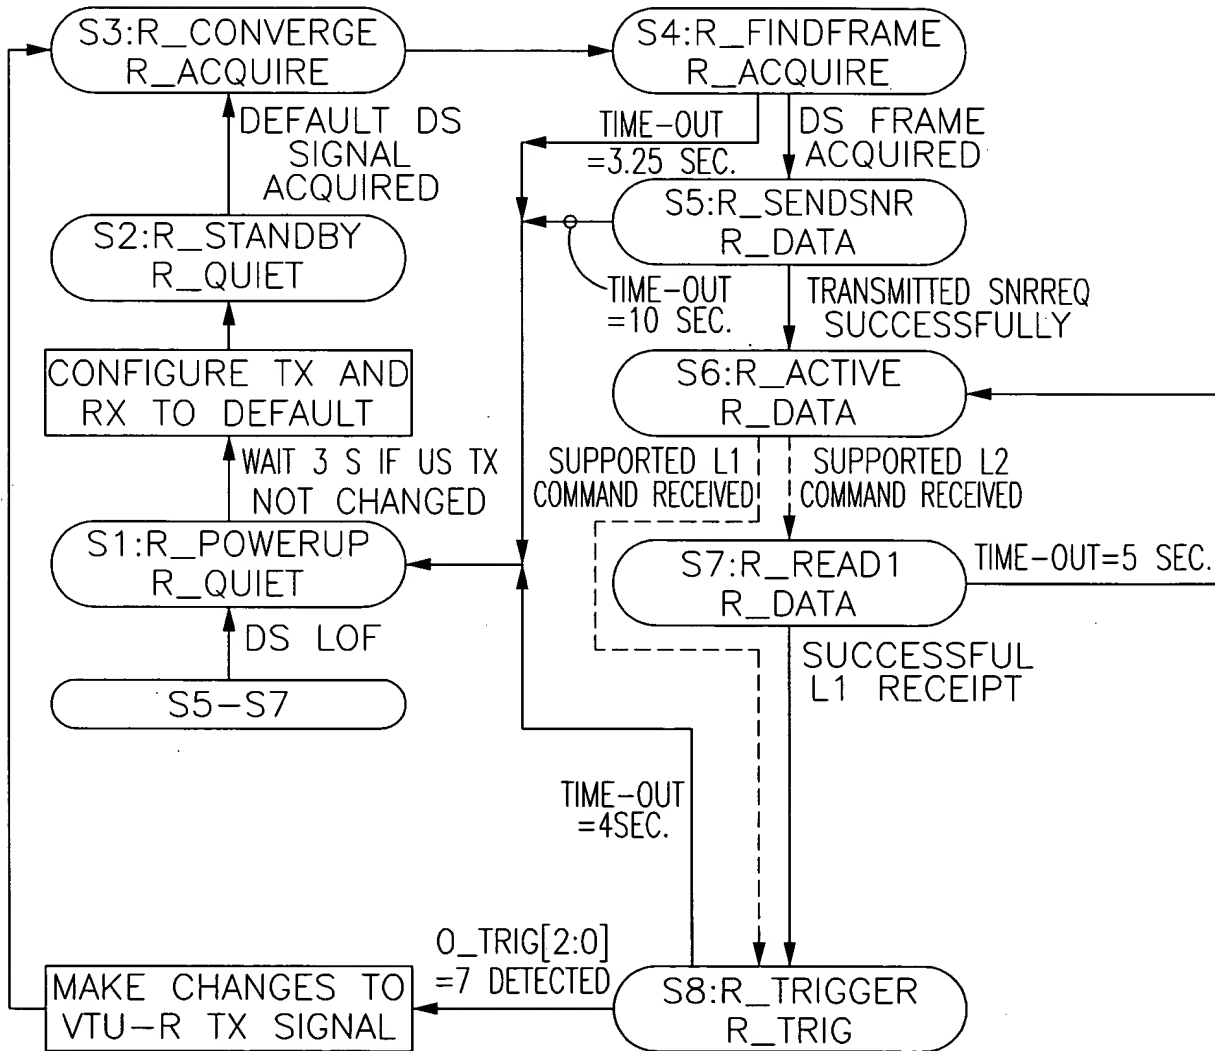 S3:R_CONVERGE
R_ACQUIRE
S4:R_FINDFRAME
R_ACQUIRE
DEFAULT DS
SIGNAL
ACQUIRED
TIME-OUT
=3.25 SEC.
DS FRAME
ACQUIRED
S2:R_STANDBY
R_QUIET
S5:R_SENDSNR
R_DATA
TIME-OUT
=10 SEC.
TRANSMITTED SNRREQ
SUCCESSFULLY
CONFIGURE TX AND
RX TO DEFAULT
S6:R_ACTIVE
R_DATA
WAIT 3 S IF US TX
NOT CHANGED
SUPPORTED L1
COMMAND RECEIVED
SUPPORTED L2
COMMAND RECEIVED
S1:R_POWERUP
R_QUIET
S7:R_READ1
R_DATA
TIME-OUT=5 SEC.
DS LOF
SUCCESSFUL
L1 RECEIPT
S5-S7
TIME-OUT
=4SEC.
O_TRIG[2:0]
=7 DETECTED
MAKE CHANGES TO
VTU-R TX SIGNAL
S8:R_TRIGGER
R_TRIG